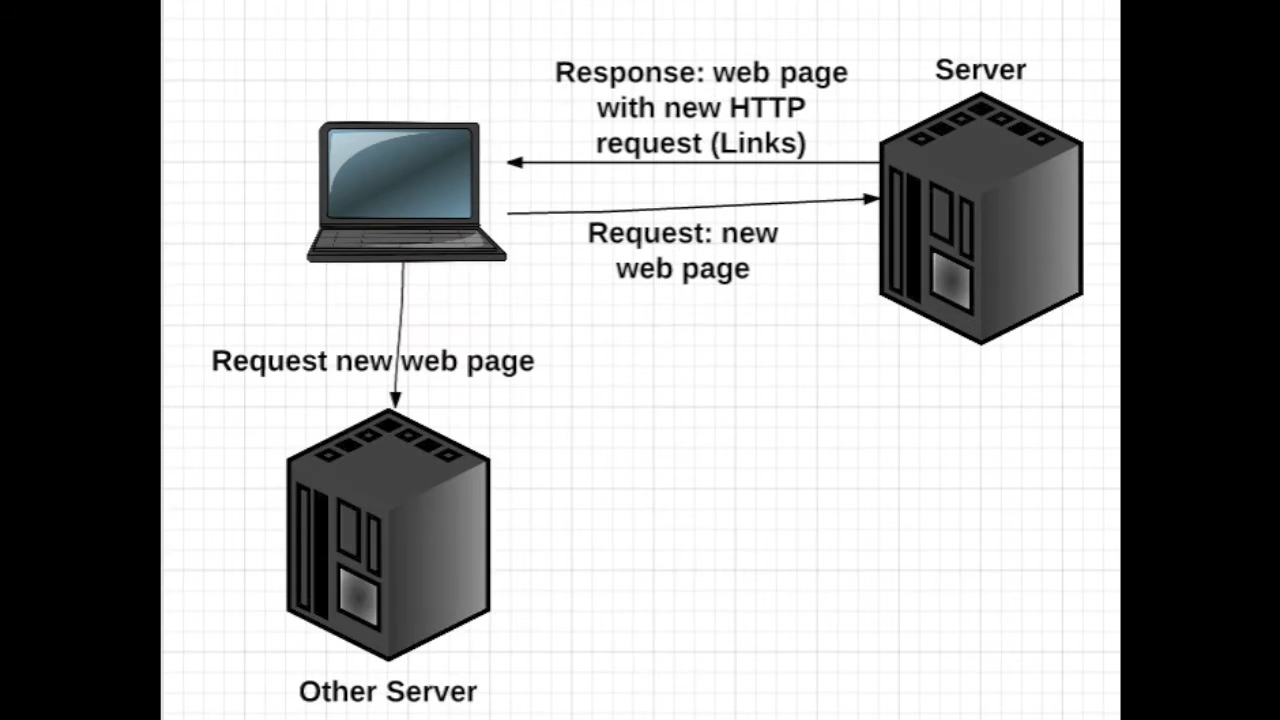 Response: web page
with new HTTP
request (Links)
Server
Request: new
web page
Request new web page
Other Server